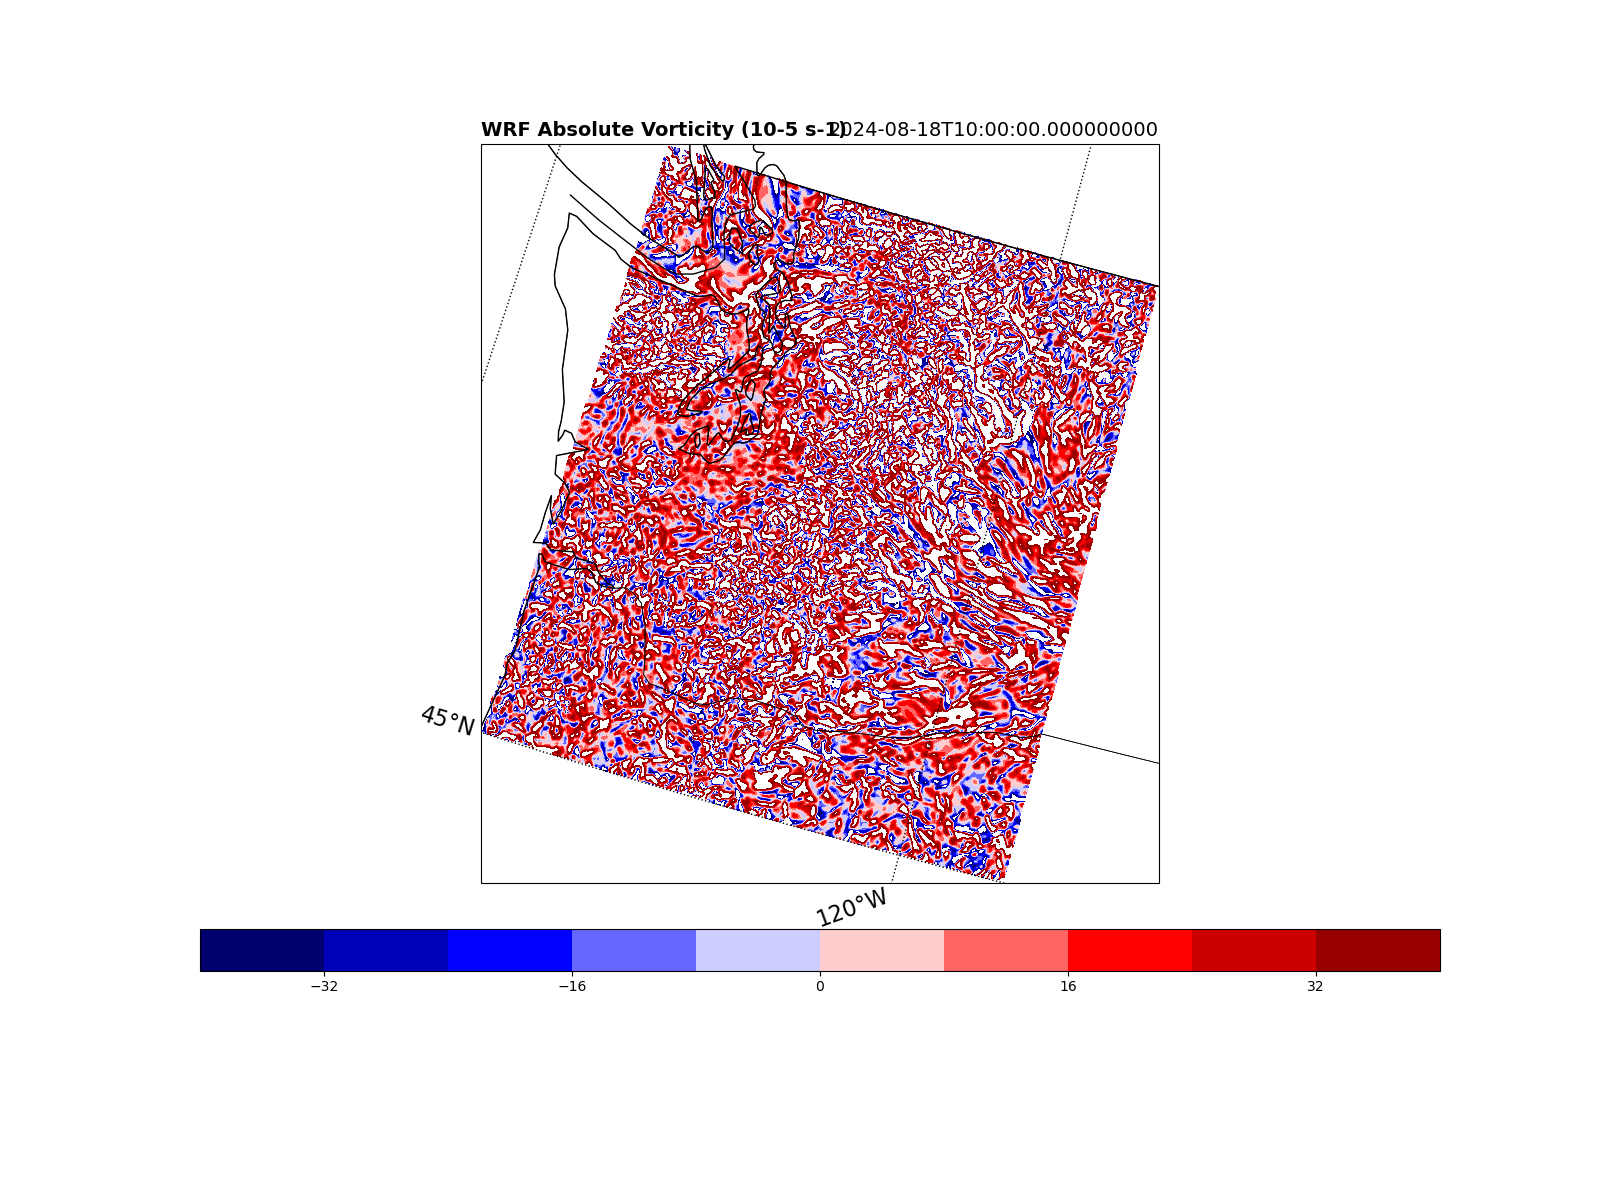 WRF Absolute Vorticity (10-5 s-1) 2024-08-18T10:00:00.000000000
45°N
120°W
−32 −16 0 16 32